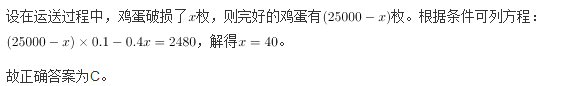 设在运送过程中，鸡蛋破损了x枚，则完好的鸡蛋有(25000 − x)枚。根据条件可列方程：
(25000 − x) × 0.1 − 0.4x = 2480，解得x = 40。
故正确答案为C。